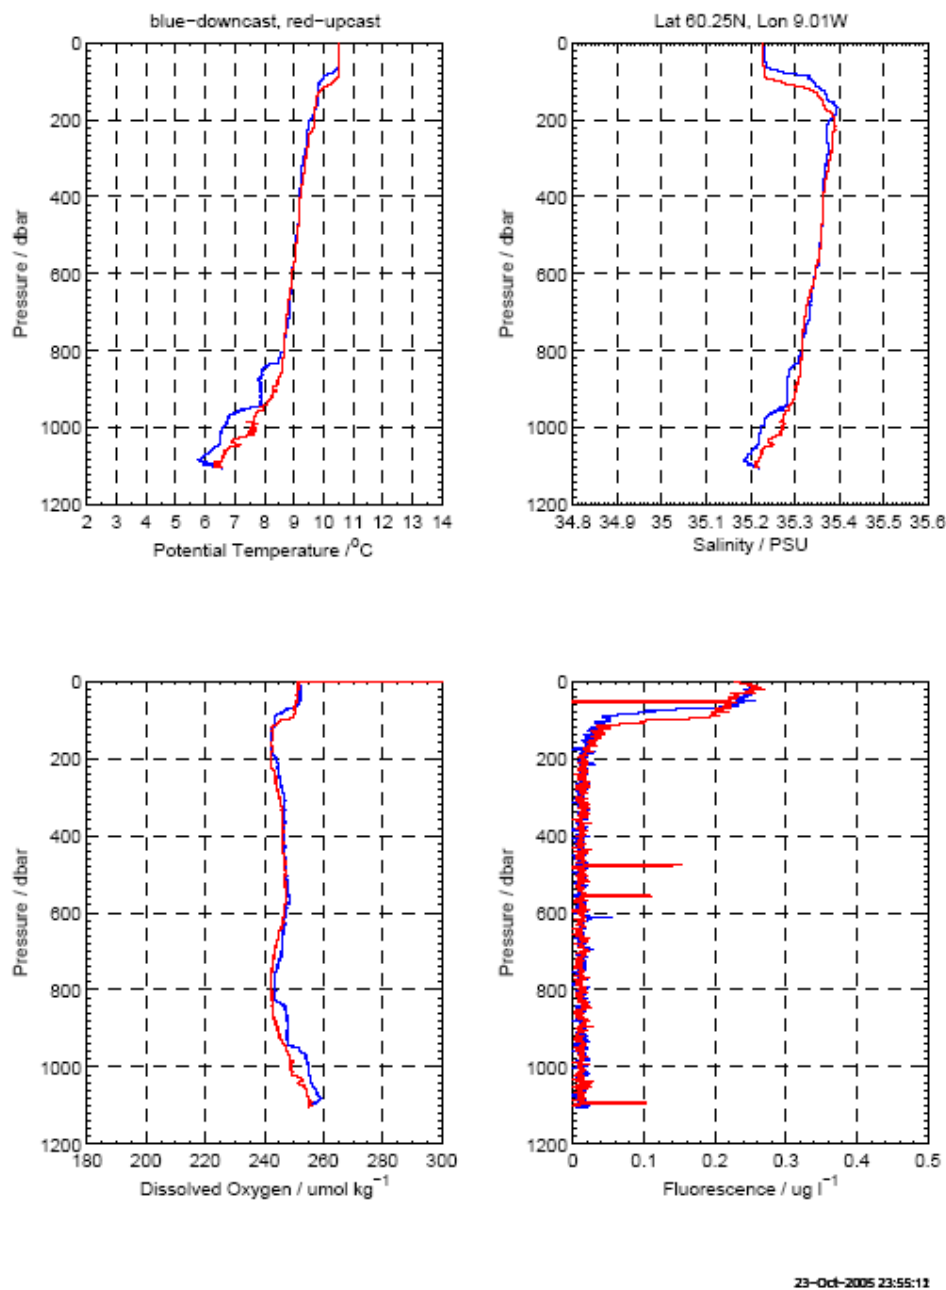 blue−downcast, red−upcast
Lat 60.25N, Lon 9.01W
0
200
400
600
800
1000
1200
Pressure / dbar
2 3 4 5 6 7 8 9 10 11 12 13 14
Potential Temperature /°C
0
200
400
600
800
1000
1200
Pressure / dbar
34.8 34.9 35 35.1 35.2 35.3 35.4 35.5 35.6
Salinity / PSU
0
200
400
600
800
1000
1200
Pressure / dbar
180 200 220 240 260 280 300
Dissolved Oxygen / umol kg⁻¹
0
200
400
600
800
1000
1200
Pressure / dbar
0 0.1 0.2 0.3 0.4 0.5
Fluorescence / ug l⁻¹
23−Oct−2005 23:55:12